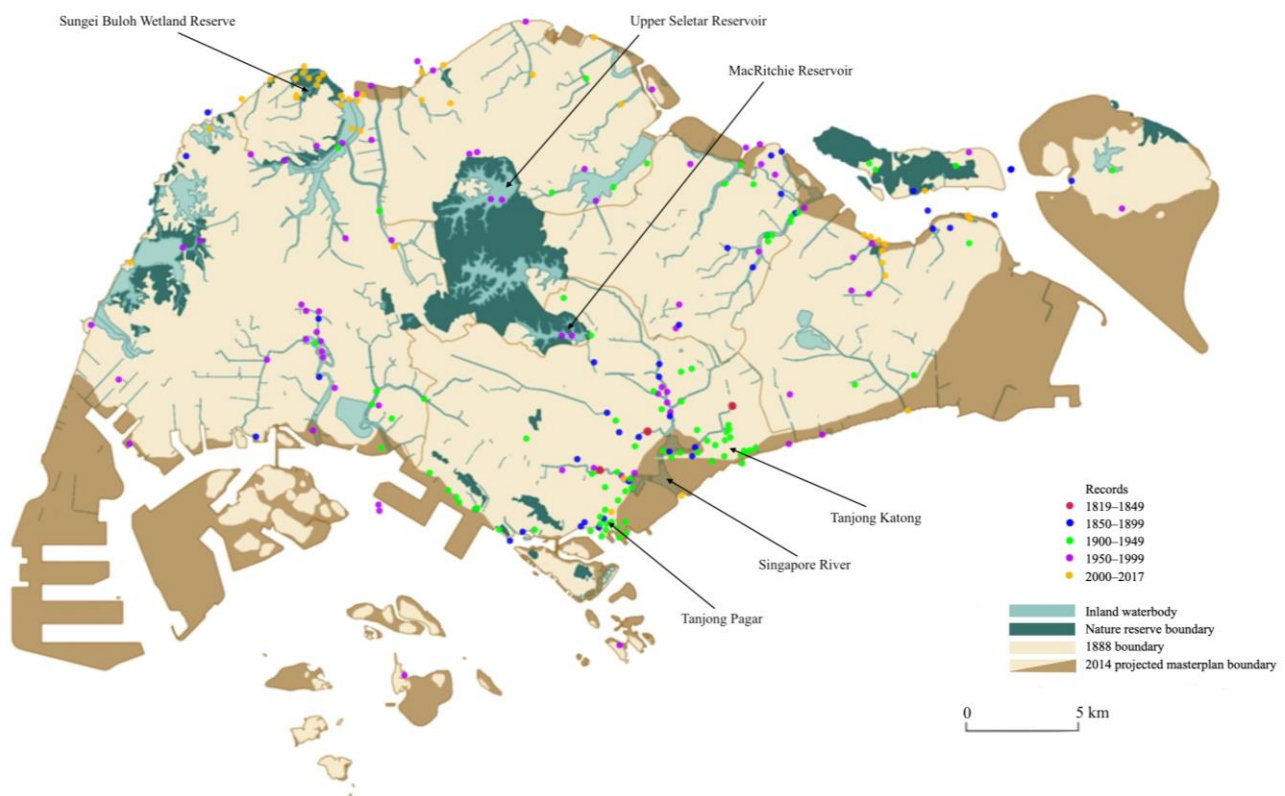 Sungei Buloh Wetland Reserve
Upper Seletar Reservoir
MacRitchie Reservoir
Tanjong Katong
Singapore River
Tanjong Pagar
Records
1819–1849
1850–1899
1900–1949
1950–1999
2000–2017
Inland waterbody
Nature reserve boundary
1888 boundary
2014 projected masterplan boundary
0 5 km